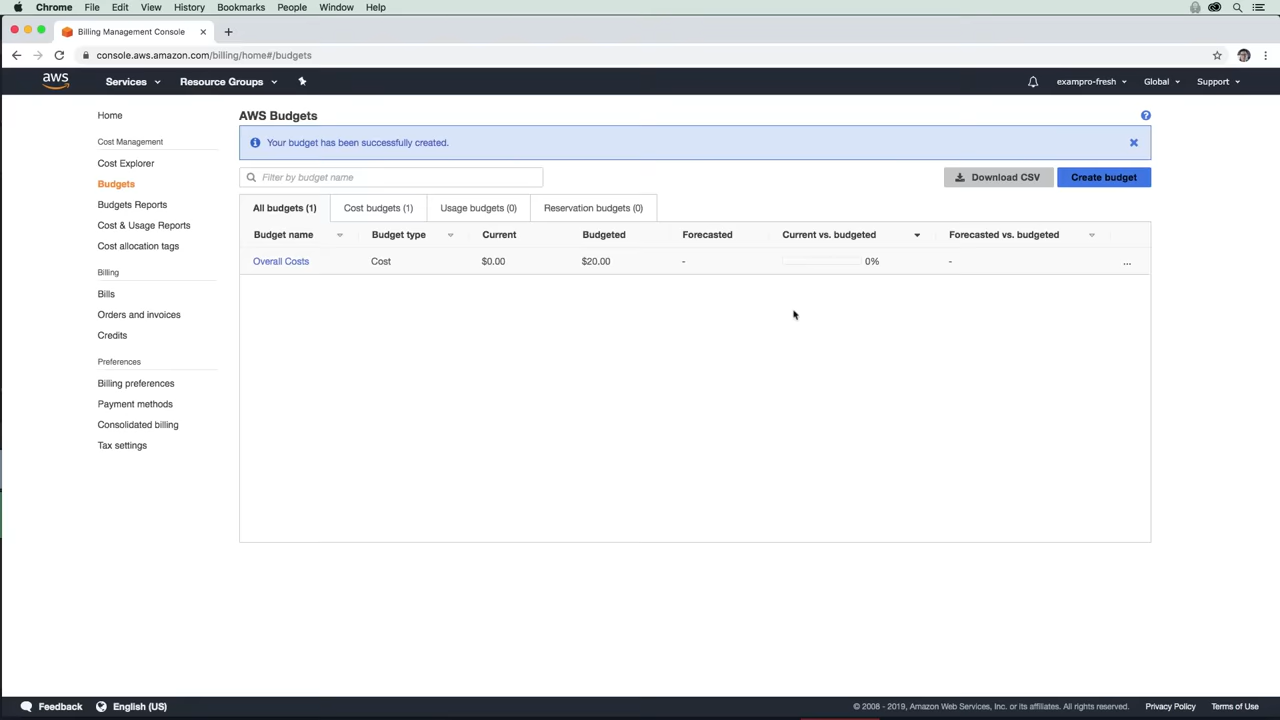 Chrome File Edit View History Bookmarks People Window Help
Billing Management Console
console.aws.amazon.com/billing/home#/budgets
aws Services Resource Groups exampro-fresh Global Support
Home
Cost Management
Cost Explorer
Budgets
Budgets Reports
Cost & Usage Reports
Cost allocation tags
Billing
Bills
Orders and invoices
Credits
Preferences
Billing preferences
Payment methods
Consolidated billing
Tax settings
AWS Budgets
Your budget has been successfully created.
Filter by budget name Download CSV Create budget
All budgets (1) Cost budgets (1) Usage budgets (0) Reservation budgets (0)
Budget name Budget type Current Budgeted Forecasted Current vs. budgeted Forecasted vs. budgeted
Overall Costs Cost $0.00 $20.00 - 0% - ...
Feedback English (US) © 2008 - 2019, Amazon Web Services, Inc. or its affiliates. All rights reserved. Privacy Policy Terms of Use